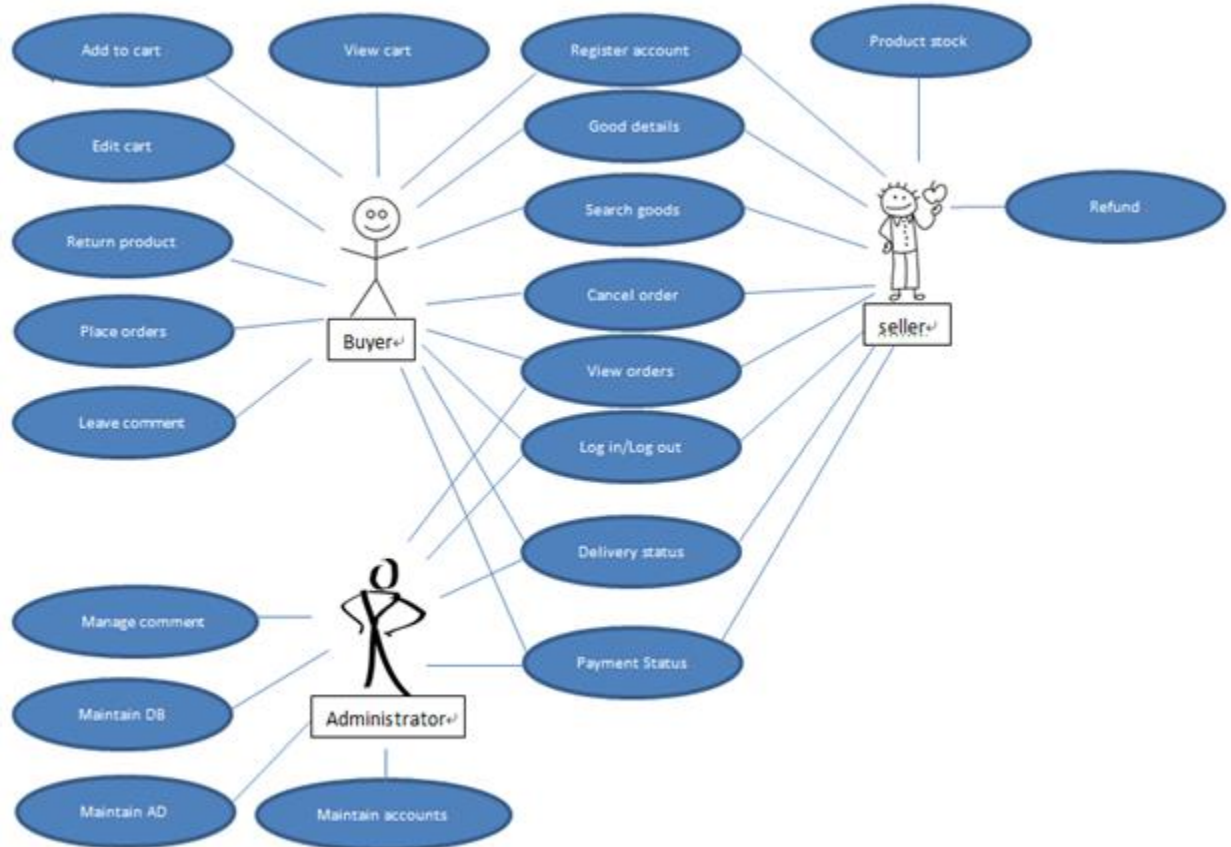 Add to cart
View cart
Register account
Product stock
Good details
Edit cart
Search goods
Refund
Return product
Cancel order
Place orders
Buyer
seller
View orders
Leave comment
Log in/Log out
Delivery status
Manage comment
Payment Status
Maintain DB
Administrator
Maintain AD
Maintain accounts